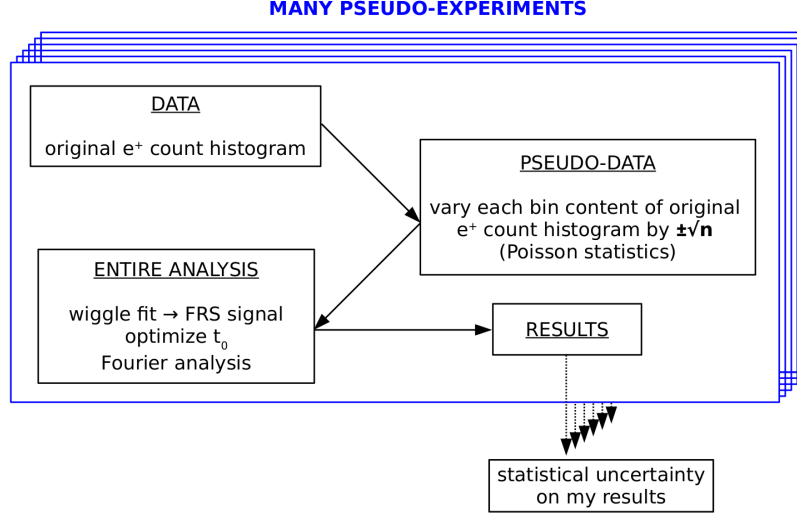 MANY PSEUDO-EXPERIMENTS
DATA
original e⁺ count histogram
PSEUDO-DATA
vary each bin content of original
e⁺ count histogram by ±√n
(Poisson statistics)
ENTIRE ANALYSIS
wiggle fit → FRS signal
optimize t₀
Fourier analysis
RESULTS
statistical uncertainty
on my results